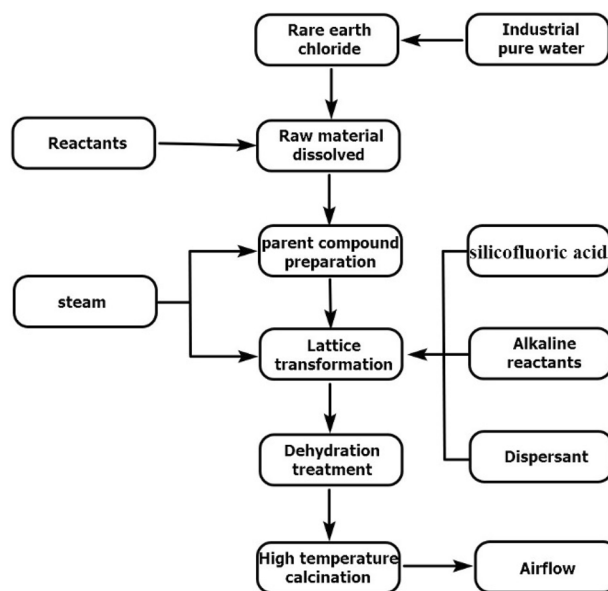 Rare earth
chloride
Industrial
pure water
Reactants
Raw material
dissolved
parent compound
preparation
silicofluoric acid
steam
Lattice
transformation
Alkaline
reactants
Dehydration
treatment
Dispersant
High temperature
calcination
Airflow